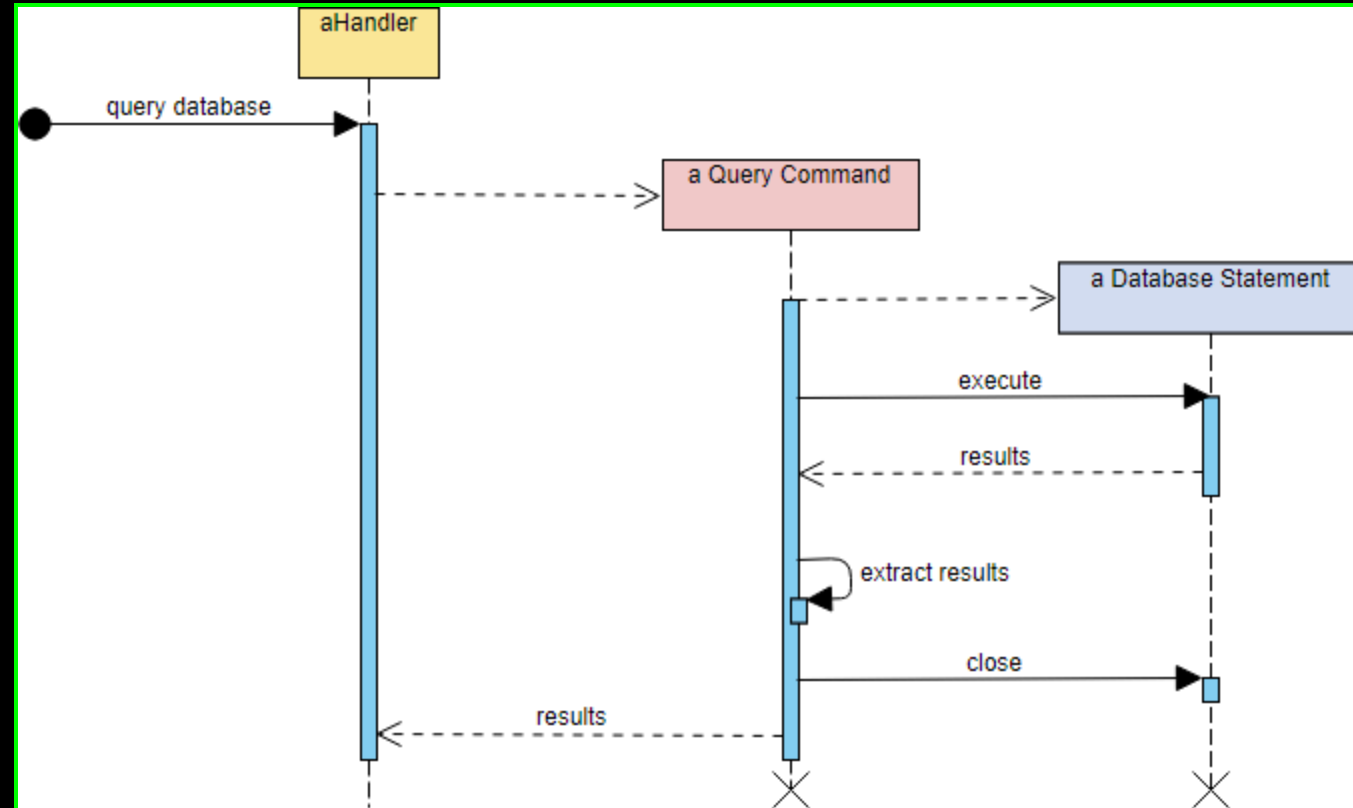 aHandler
query database
a Query Command
a Database Statement
execute
results
extract results
close
results